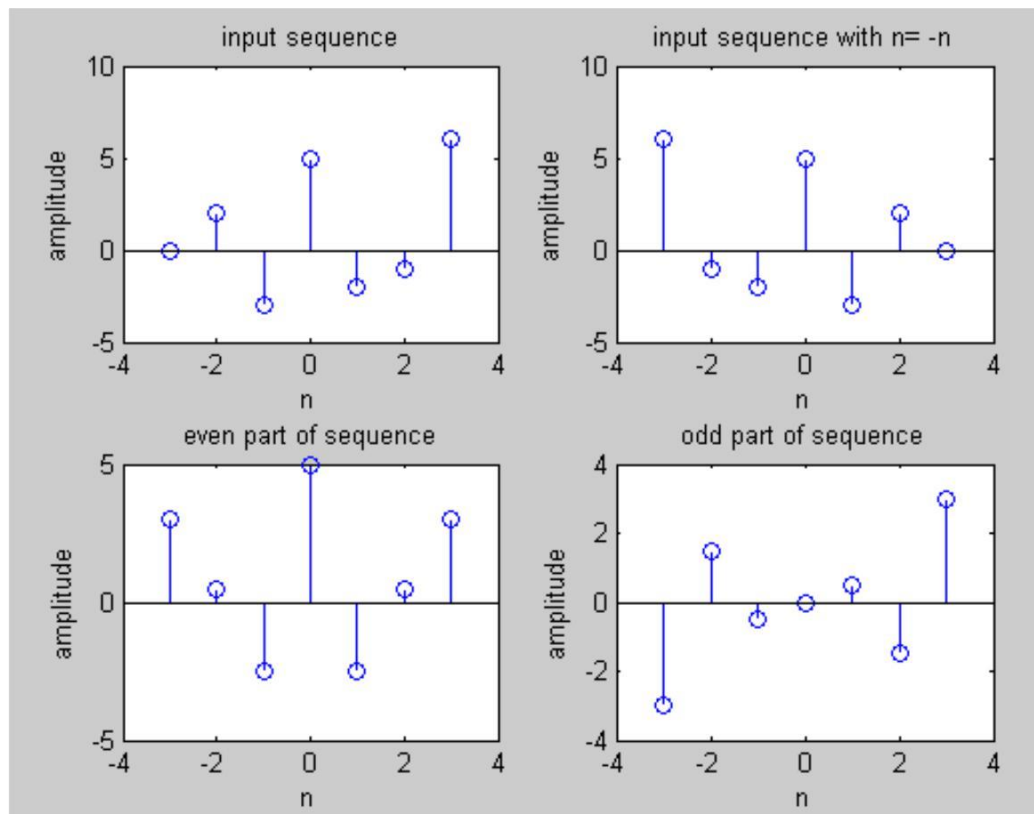 input sequence
10
5
0
-5
amplitude
-4 -2 0 2 4
n
input sequence with n= -n
10
5
0
-5
amplitude
-4 -2 0 2 4
n
even part of sequence
5
0
-5
amplitude
-4 -2 0 2 4
n
odd part of sequence
4
2
0
-2
-4
amplitude
-4 -2 0 2 4
n